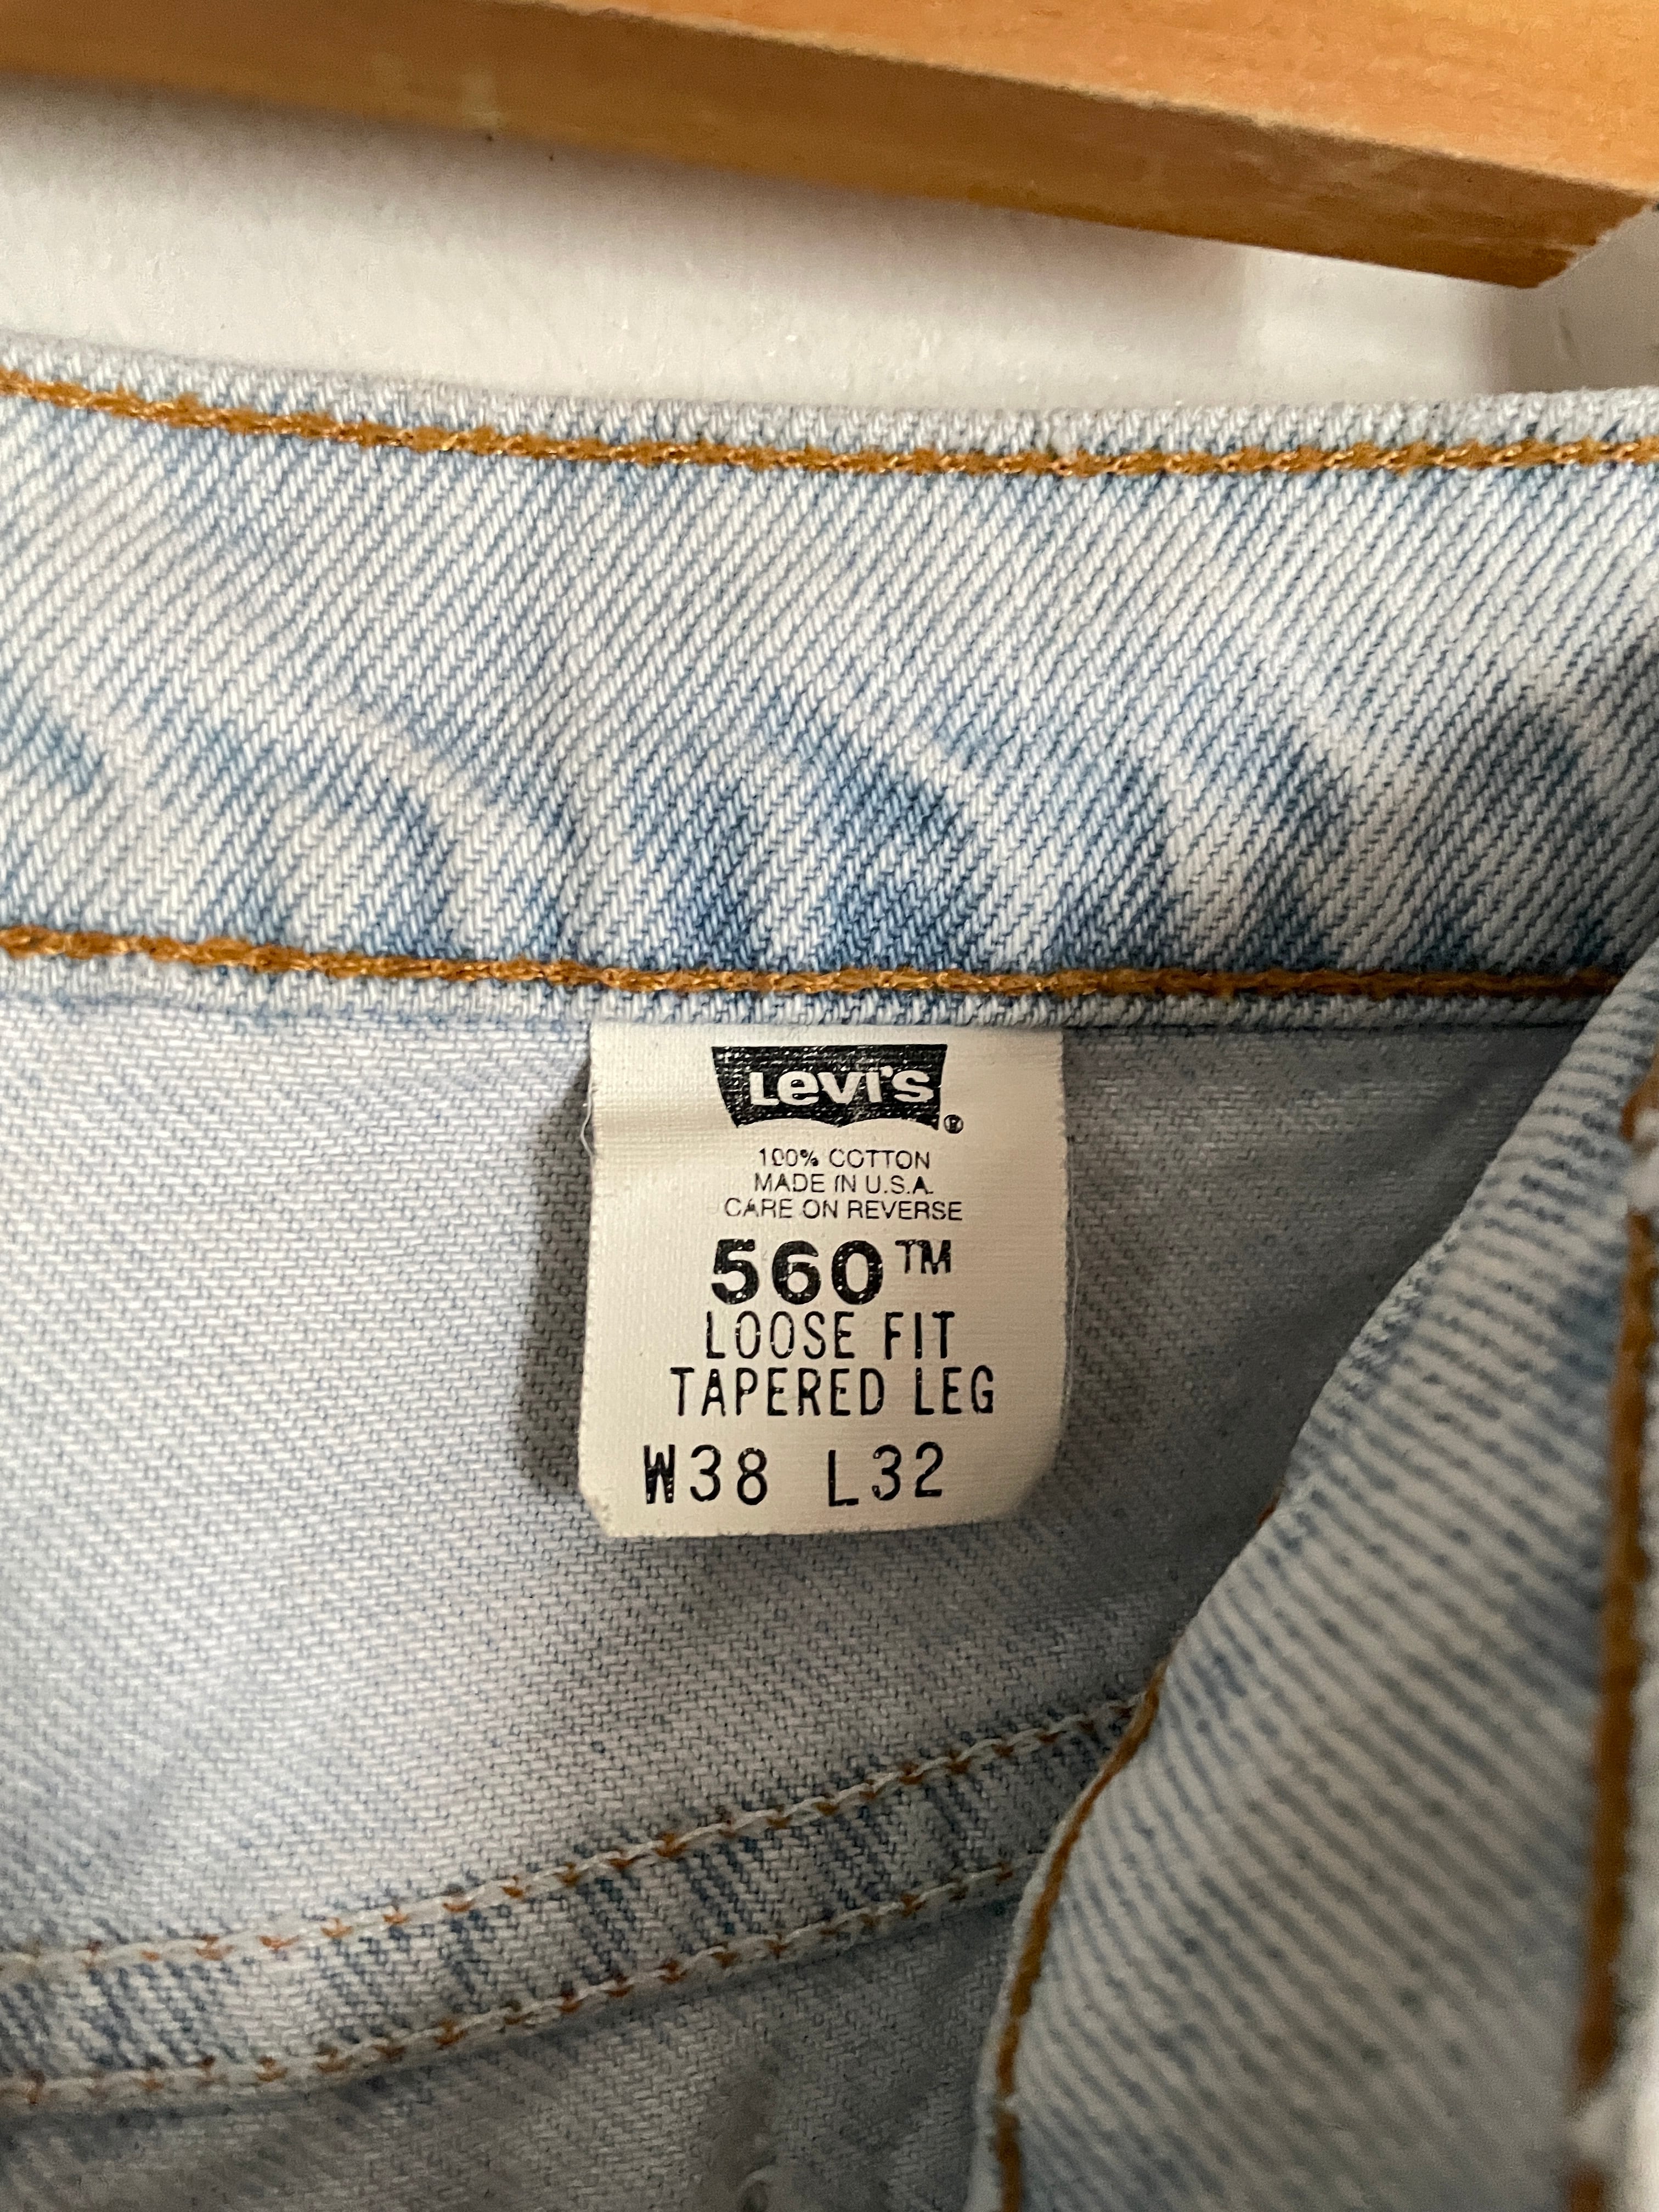 Levi's®
100% COTTON
MADE IN U.S.A.
CARE ON REVERSE
560™
LOOSE FIT
TAPERED LEG
W38 L32